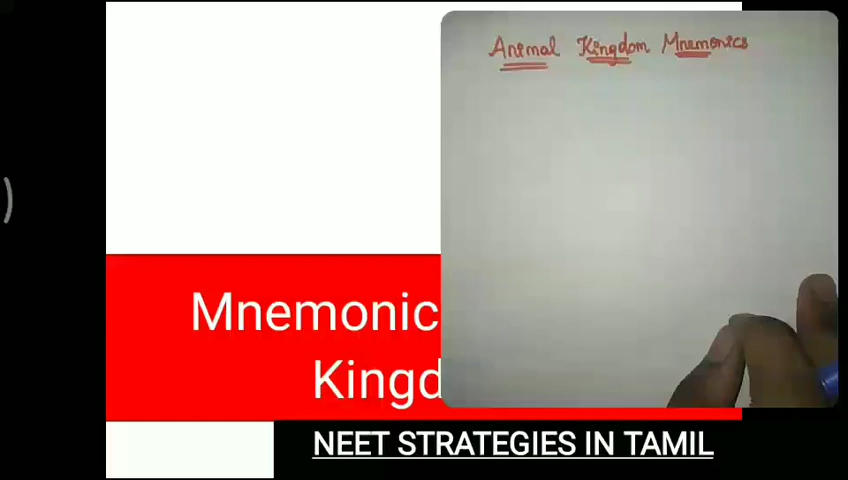 Animal Kingdom Mnemonics
Mnemonic
Kingd
NEET STRATEGIES IN TAMIL